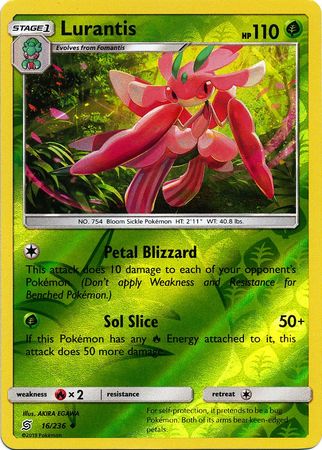 STAGE 1 Lurantis HP 110
Evolves from Fomantis
NO. 754 Bloom Sickle Pokémon HT: 2'11" WT: 40.8 lbs.
Petal Blizzard
This attack does 10 damage to each of your opponent's
Pokémon. (Don't apply Weakness and Resistance for
Benched Pokémon.)
Sol Slice 50+
If this Pokémon has any Energy attached to it, this
attack does 50 more damage.
weakness ×2 resistance retreat
Illus. AKIRA EGAWA
16/236
©2019 Pokémon
For self-protection, it pretends to be a bug
Pokémon. Both of its arms bear keen-edged
petals.